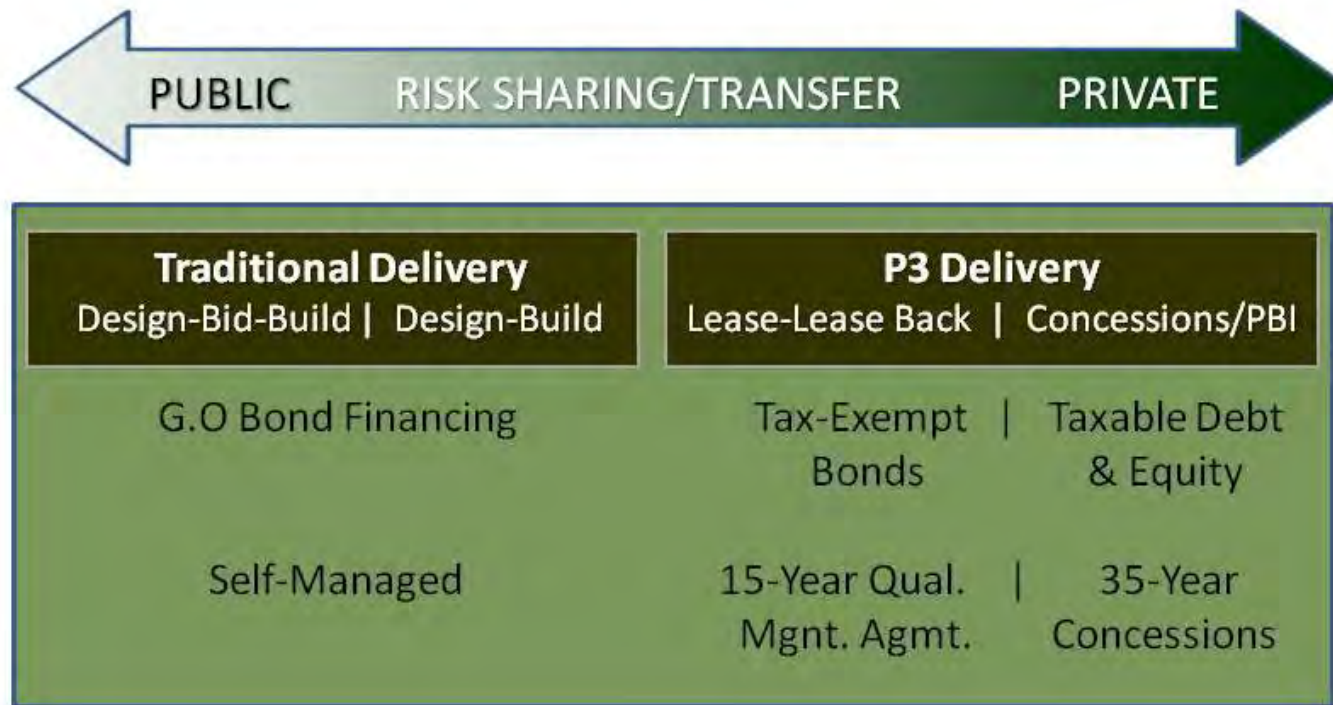 PUBLIC RISK SHARING/TRANSFER PRIVATE
Traditional Delivery
Design-Bid-Build | Design-Build
P3 Delivery
Lease-Lease Back | Concessions/PBI
G.O Bond Financing
Tax-Exempt | Taxable Debt
Bonds & Equity
Self-Managed
15-Year Qual. | 35-Year
Mgnt. Agmt. Concessions